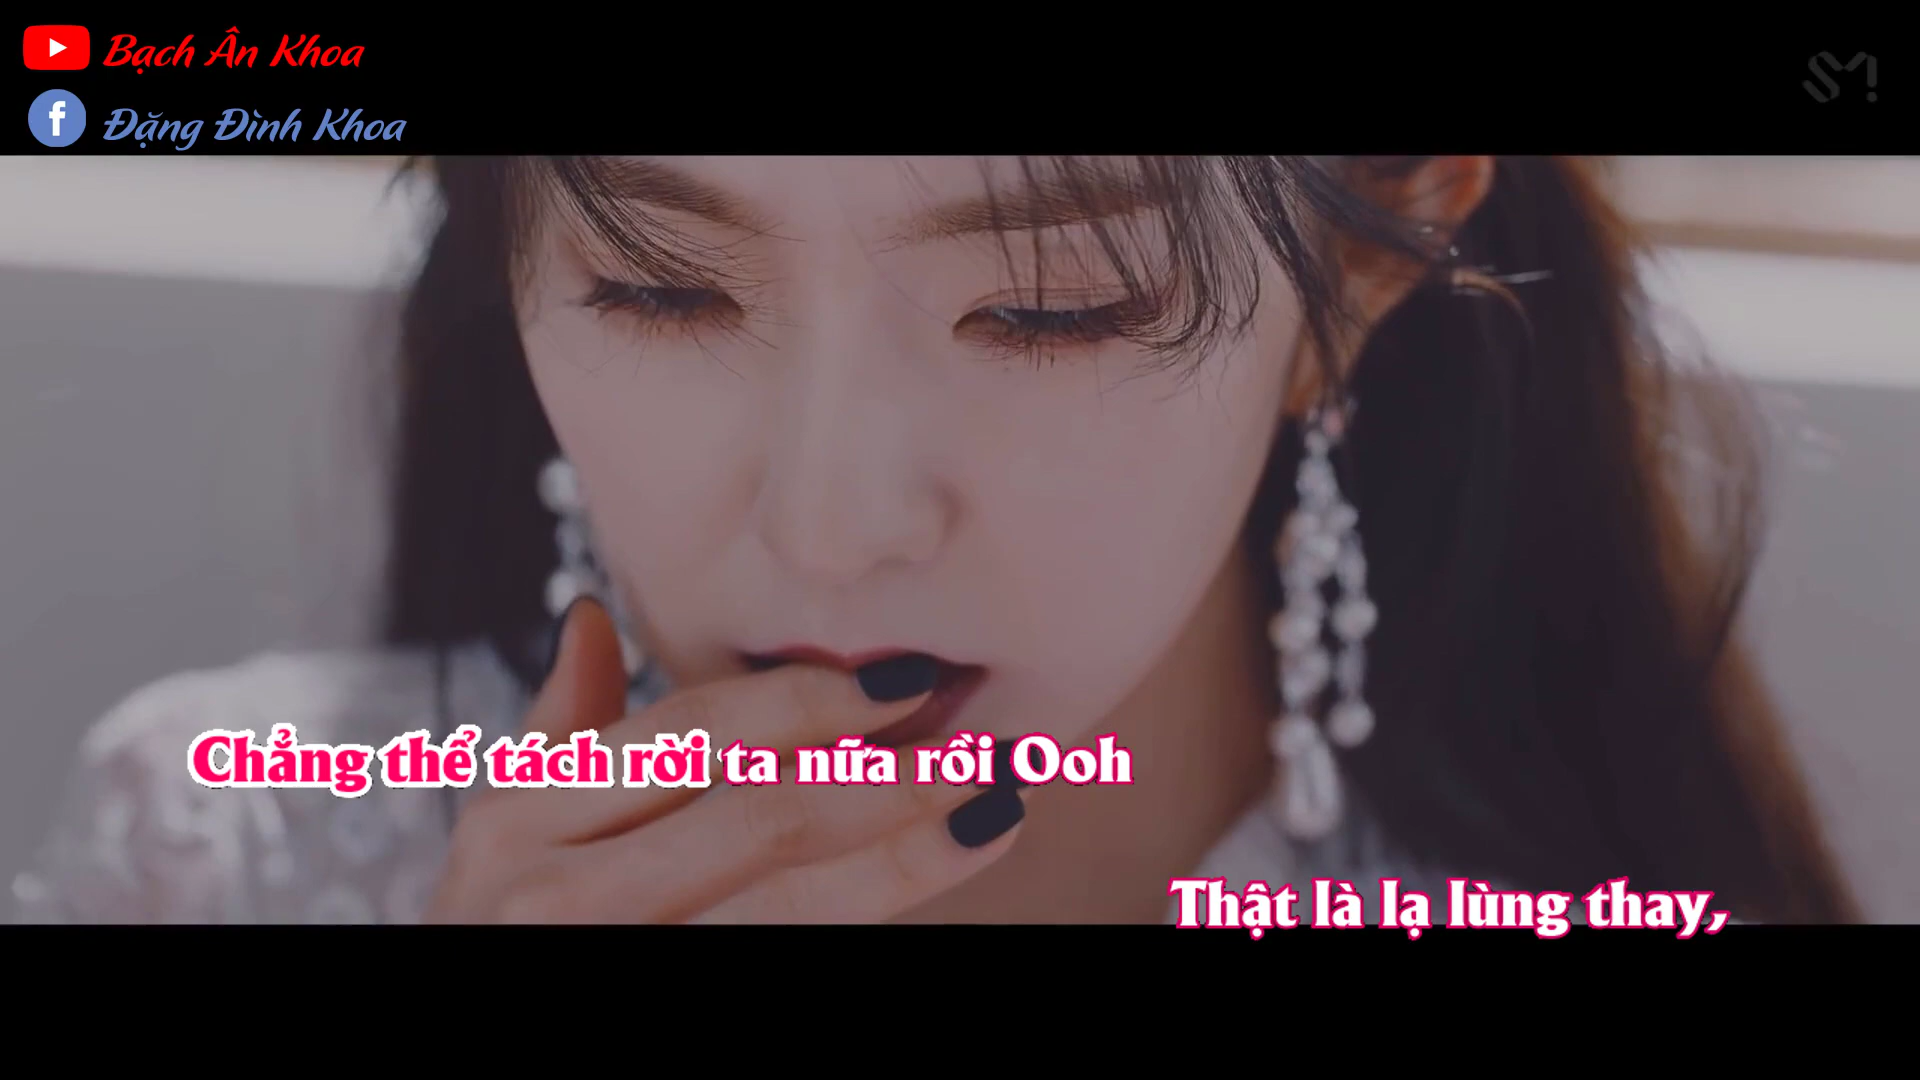 Bạch Ân Khoa
Đặng Đình Khoa
SM
Chẳng thể tách rời ta nữa rồi Ooh
Thật là lạ lùng thay,